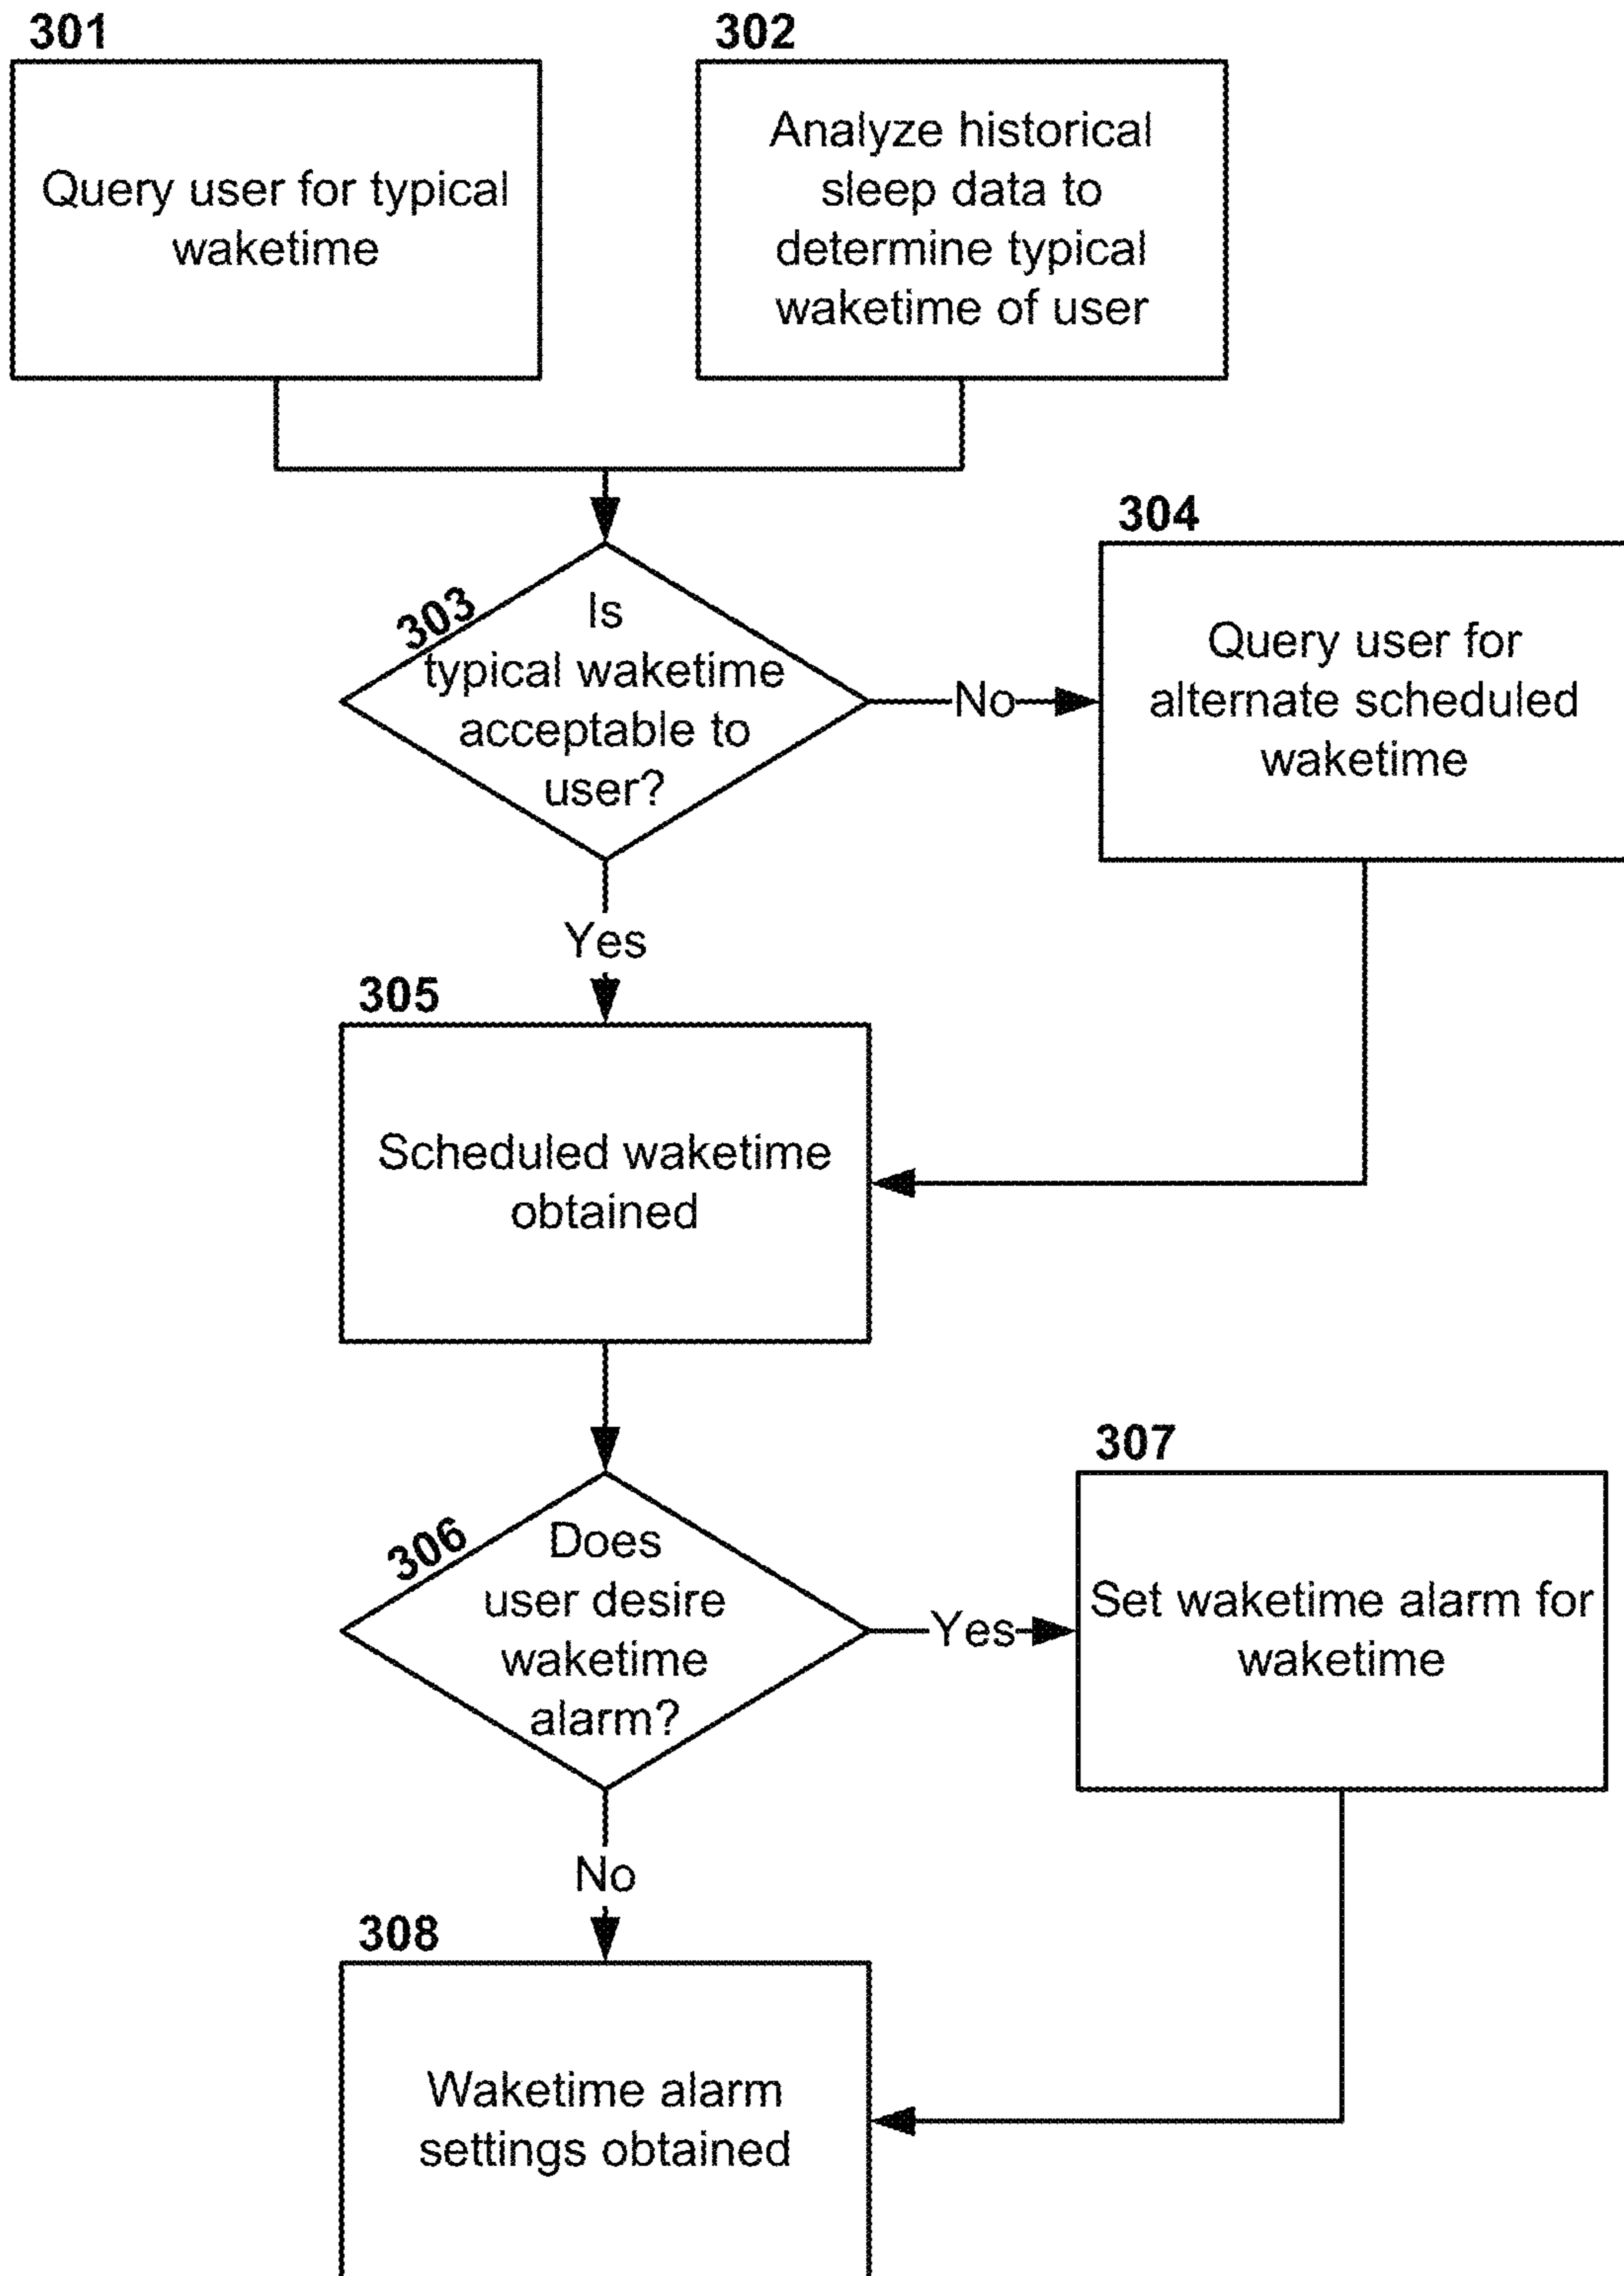 301
Query user for typical
waketime
302
Analyze historical
sleep data to
determine typical
waketime of user
303
Is
typical waketime
acceptable to
user?
No
304
Query user for
alternate scheduled
waketime
Yes
305
Scheduled waketime
obtained
306
Does
user desire
waketime
alarm?
Yes
307
Set waketime alarm for
waketime
No
308
Waketime alarm
settings obtained